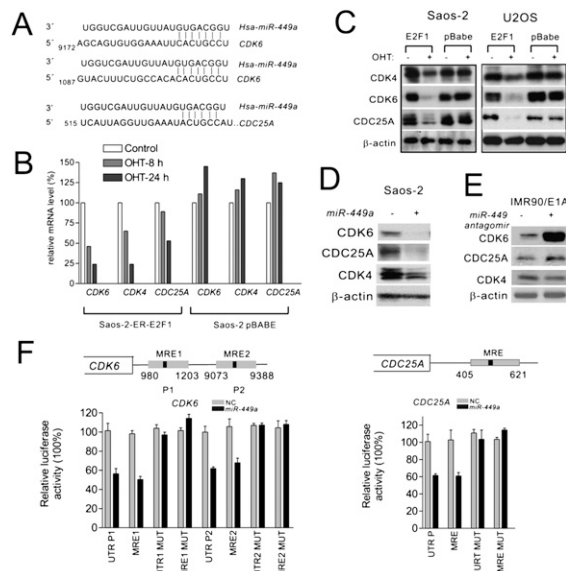 A
3´ UGGUCGAUUGUUAUGUGACGGU Hsa-miR-449a
5´ 9172 AGCAGUGUGGAAAUUCACUGCCU CDK6
3´ UGGUCGAUUGUUAUGUGACGGU Hsa-miR-449a
5´ 1087 GUACUUUCUGCCACACACUGCCU CDK6
3´ UGGUCGAUUGUUAUGUGACGGU Hsa-miR-449a
5´ 515 UCAUUAGGUUGAAAUACUGCCAU.. CDC25A
B
Control
OHT-8 h
OHT-24 h
relative mRNA level (%)
150
125
100
75
50
25
0
CDK6 CDK4 CDC25A CDK6 CDK4 CDC25A
Saos-2-ER-E2F1 Saos-2 pBABE
C
Saos-2 U2OS
E2F1 pBabe E2F1 pBabe
OHT: - + - + - + - +
CDK4
CDK6
CDC25A
β-actin
D
Saos-2
miR-449a - +
CDK6
CDC25A
CDK4
β-actin
E
IMR90/E1A
miR-449 antagomir - +
CDK6
CDC25A
CDK4
β-actin
F
CDK6 MRE1 MRE2
980 1203 9073 9388
P1 P2
CDK6
NC
miR-449a
Relative luciferase activity (100%)
120
100
80
60
40
20
0
UTR P1
MRE1
UTR P2
MRE2
CDC25A MRE
405 621
CDC25A
NC
miR-449a
Relative luciferase activity (100%)
120
100
80
60
40
20
0
UTR P
MRE
URT MUT
MRE MUT